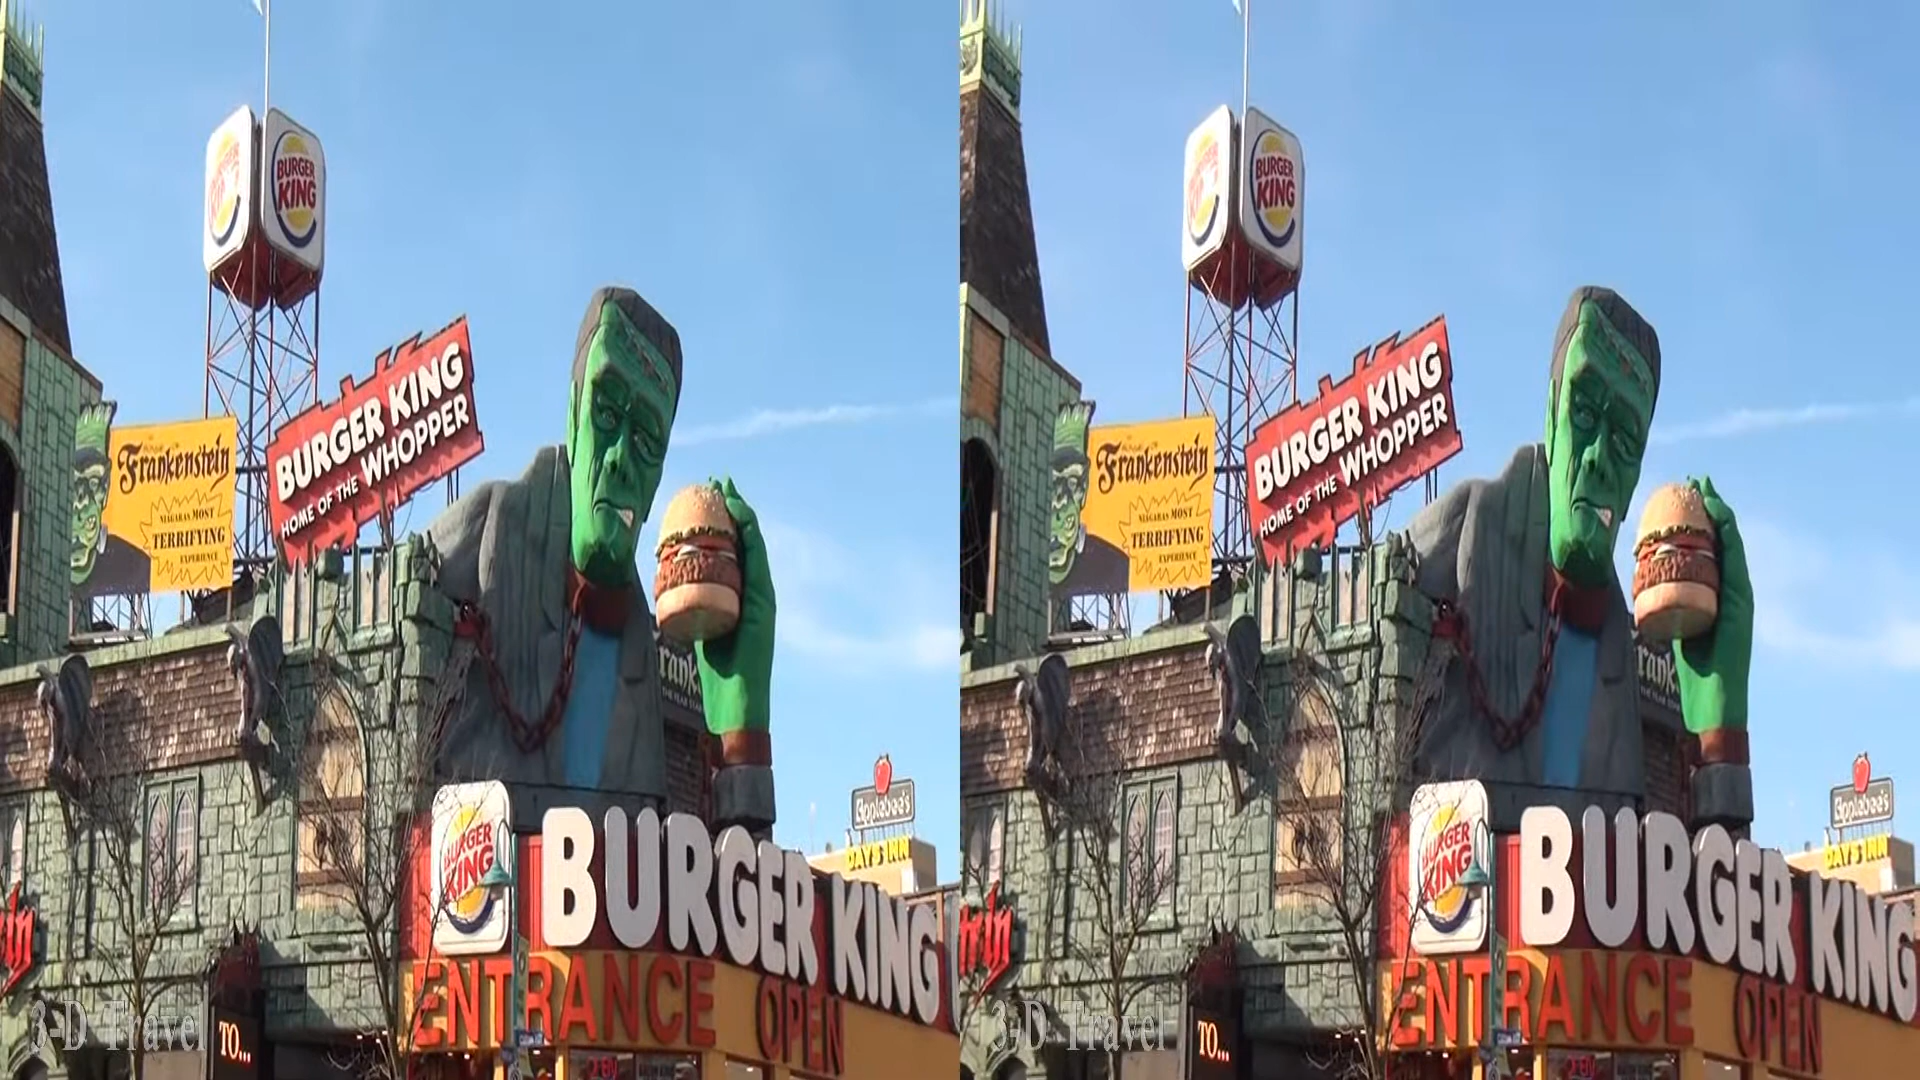 BURGER
KING
BURGER
KING
BURGER KING
HOME OF THE WHOPPER
Frankenstein
NIAGARAS MOST
TERRIFYING
EXPERIENCE
Applebee's
DAYS INN
BURGER
KING
BURGER KING
ENTRANCE
OPEN
3-D Travel
TO...
BURGER
KING
BURGER
KING
BURGER KING
HOME OF THE WHOPPER
Frankenstein
NIAGARAS MOST
TERRIFYING
EXPERIENCE
Applebee's
DAYS INN
BURGER
KING
BURGER KING
ENTRANCE
OPEN
3-D Travel
TO...